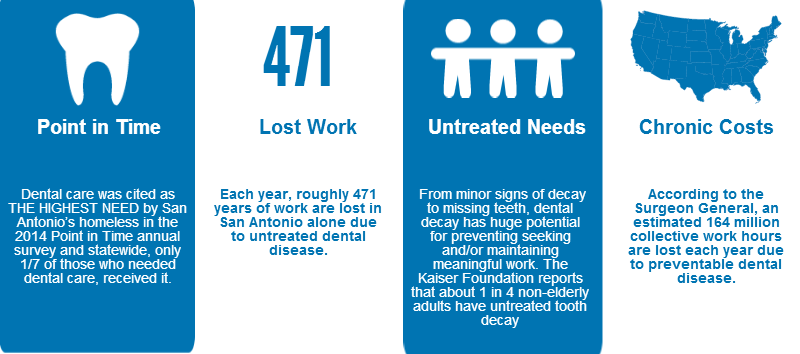 Point in Time
Dental care was cited as
THE HIGHEST NEED by San
Antonio's homeless in the
2014 Point in Time annual
survey and statewide, only
1/7 of those who needed
dental care, received it.
471
Lost Work
Each year, roughly 471
years of work are lost in
San Antonio alone due
to untreated dental
disease.
Untreated Needs
From minor signs of decay
to missing teeth, dental
decay has huge potential
for preventing seeking
and/or maintaining
meaningful work. The
Kaiser Foundation reports
that about 1 in 4 non-elderly
adults have untreated tooth
decay
Chronic Costs
According to the
Surgeon General, an
estimated 164 million
collective work hours
are lost each year due
to preventable dental
disease.